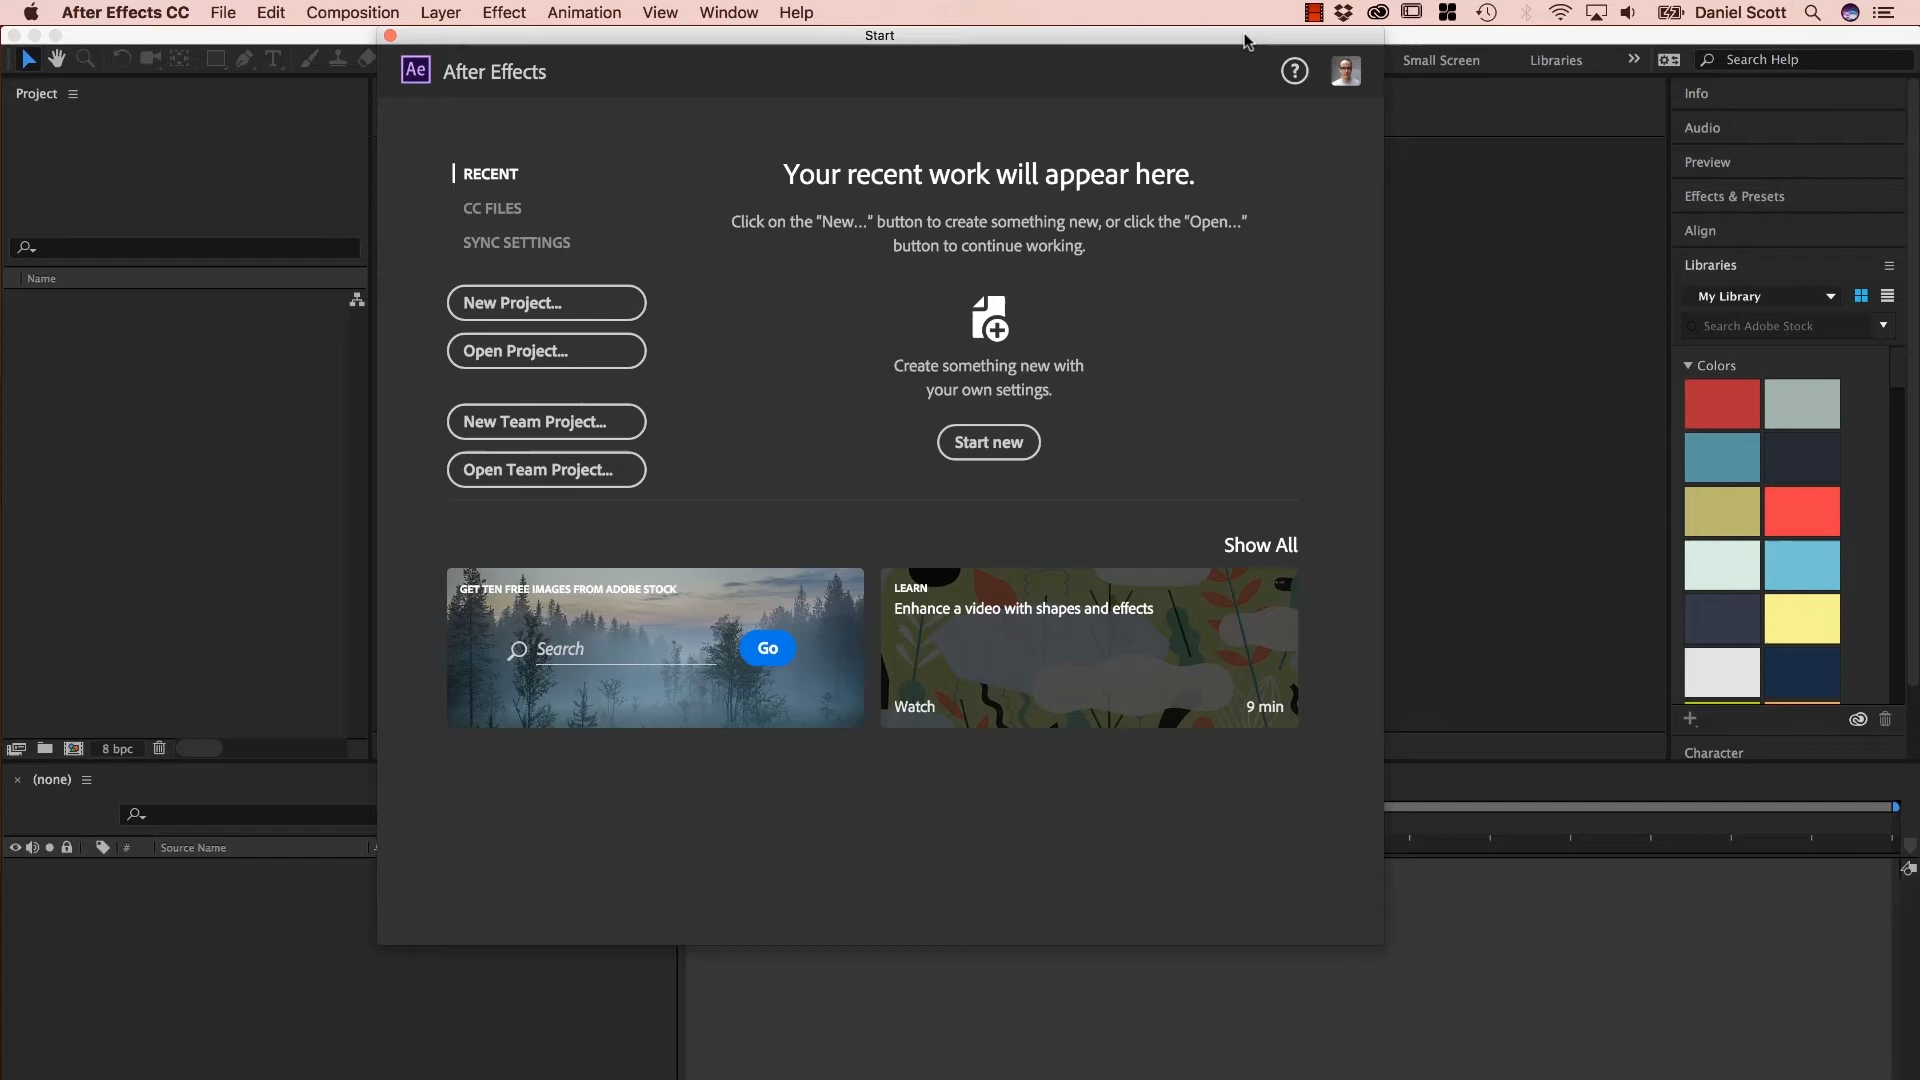 After Effects CC File Edit Composition Layer Effect Animation View Window Help Daniel Scott
Start
Small Screen Libraries Search Help
Ae After Effects
Project
Info
Audio
Preview
Effects & Presets
Align
Libraries
My Library
Search Adobe Stock
Colors
Character
Name
8 bpc
RECENT
CC FILES
SYNC SETTINGS
New Project...
Open Project...
New Team Project...
Open Team Project...
Your recent work will appear here.
Click on the "New..." button to create something new, or click the "Open..."
button to continue working.
Create something new with
your own settings.
Start new
Show All
GET TEN FREE IMAGES FROM ADOBE STOCK
Search
Go
LEARN
Enhance a video with shapes and effects
Watch 9 min
(none)
# Source Name